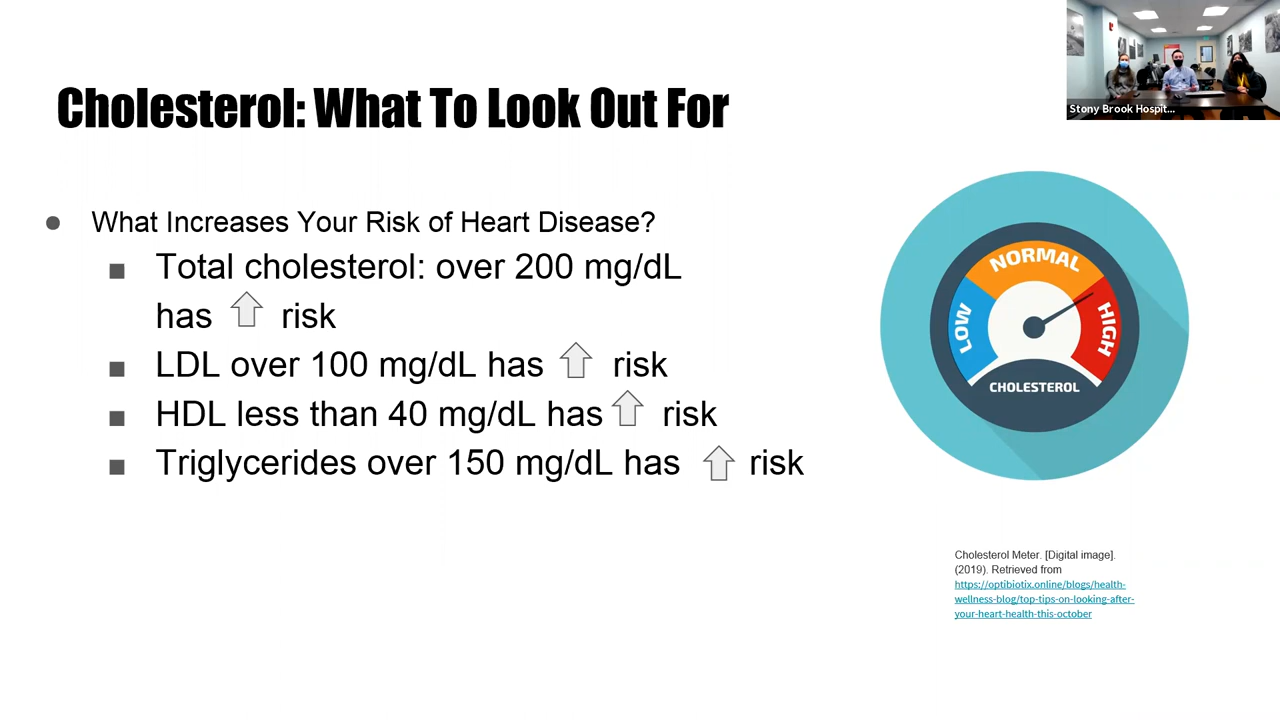 Cholesterol: What To Look Out For
Stony Brook Hospit...
● What Increases Your Risk of Heart Disease?
■ Total cholesterol: over 200 mg/dL
has ⇧ risk
■ LDL over 100 mg/dL has ⇧ risk
■ HDL less than 40 mg/dL has ⇧ risk
■ Triglycerides over 150 mg/dL has ⇧ risk
NORMAL
LOW
HIGH
CHOLESTEROL
Cholesterol Meter. [Digital image].
(2019). Retrieved from
https://optibiotix.online/blogs/health-
wellness-blog/top-tips-on-looking-after-
your-heart-health-this-october